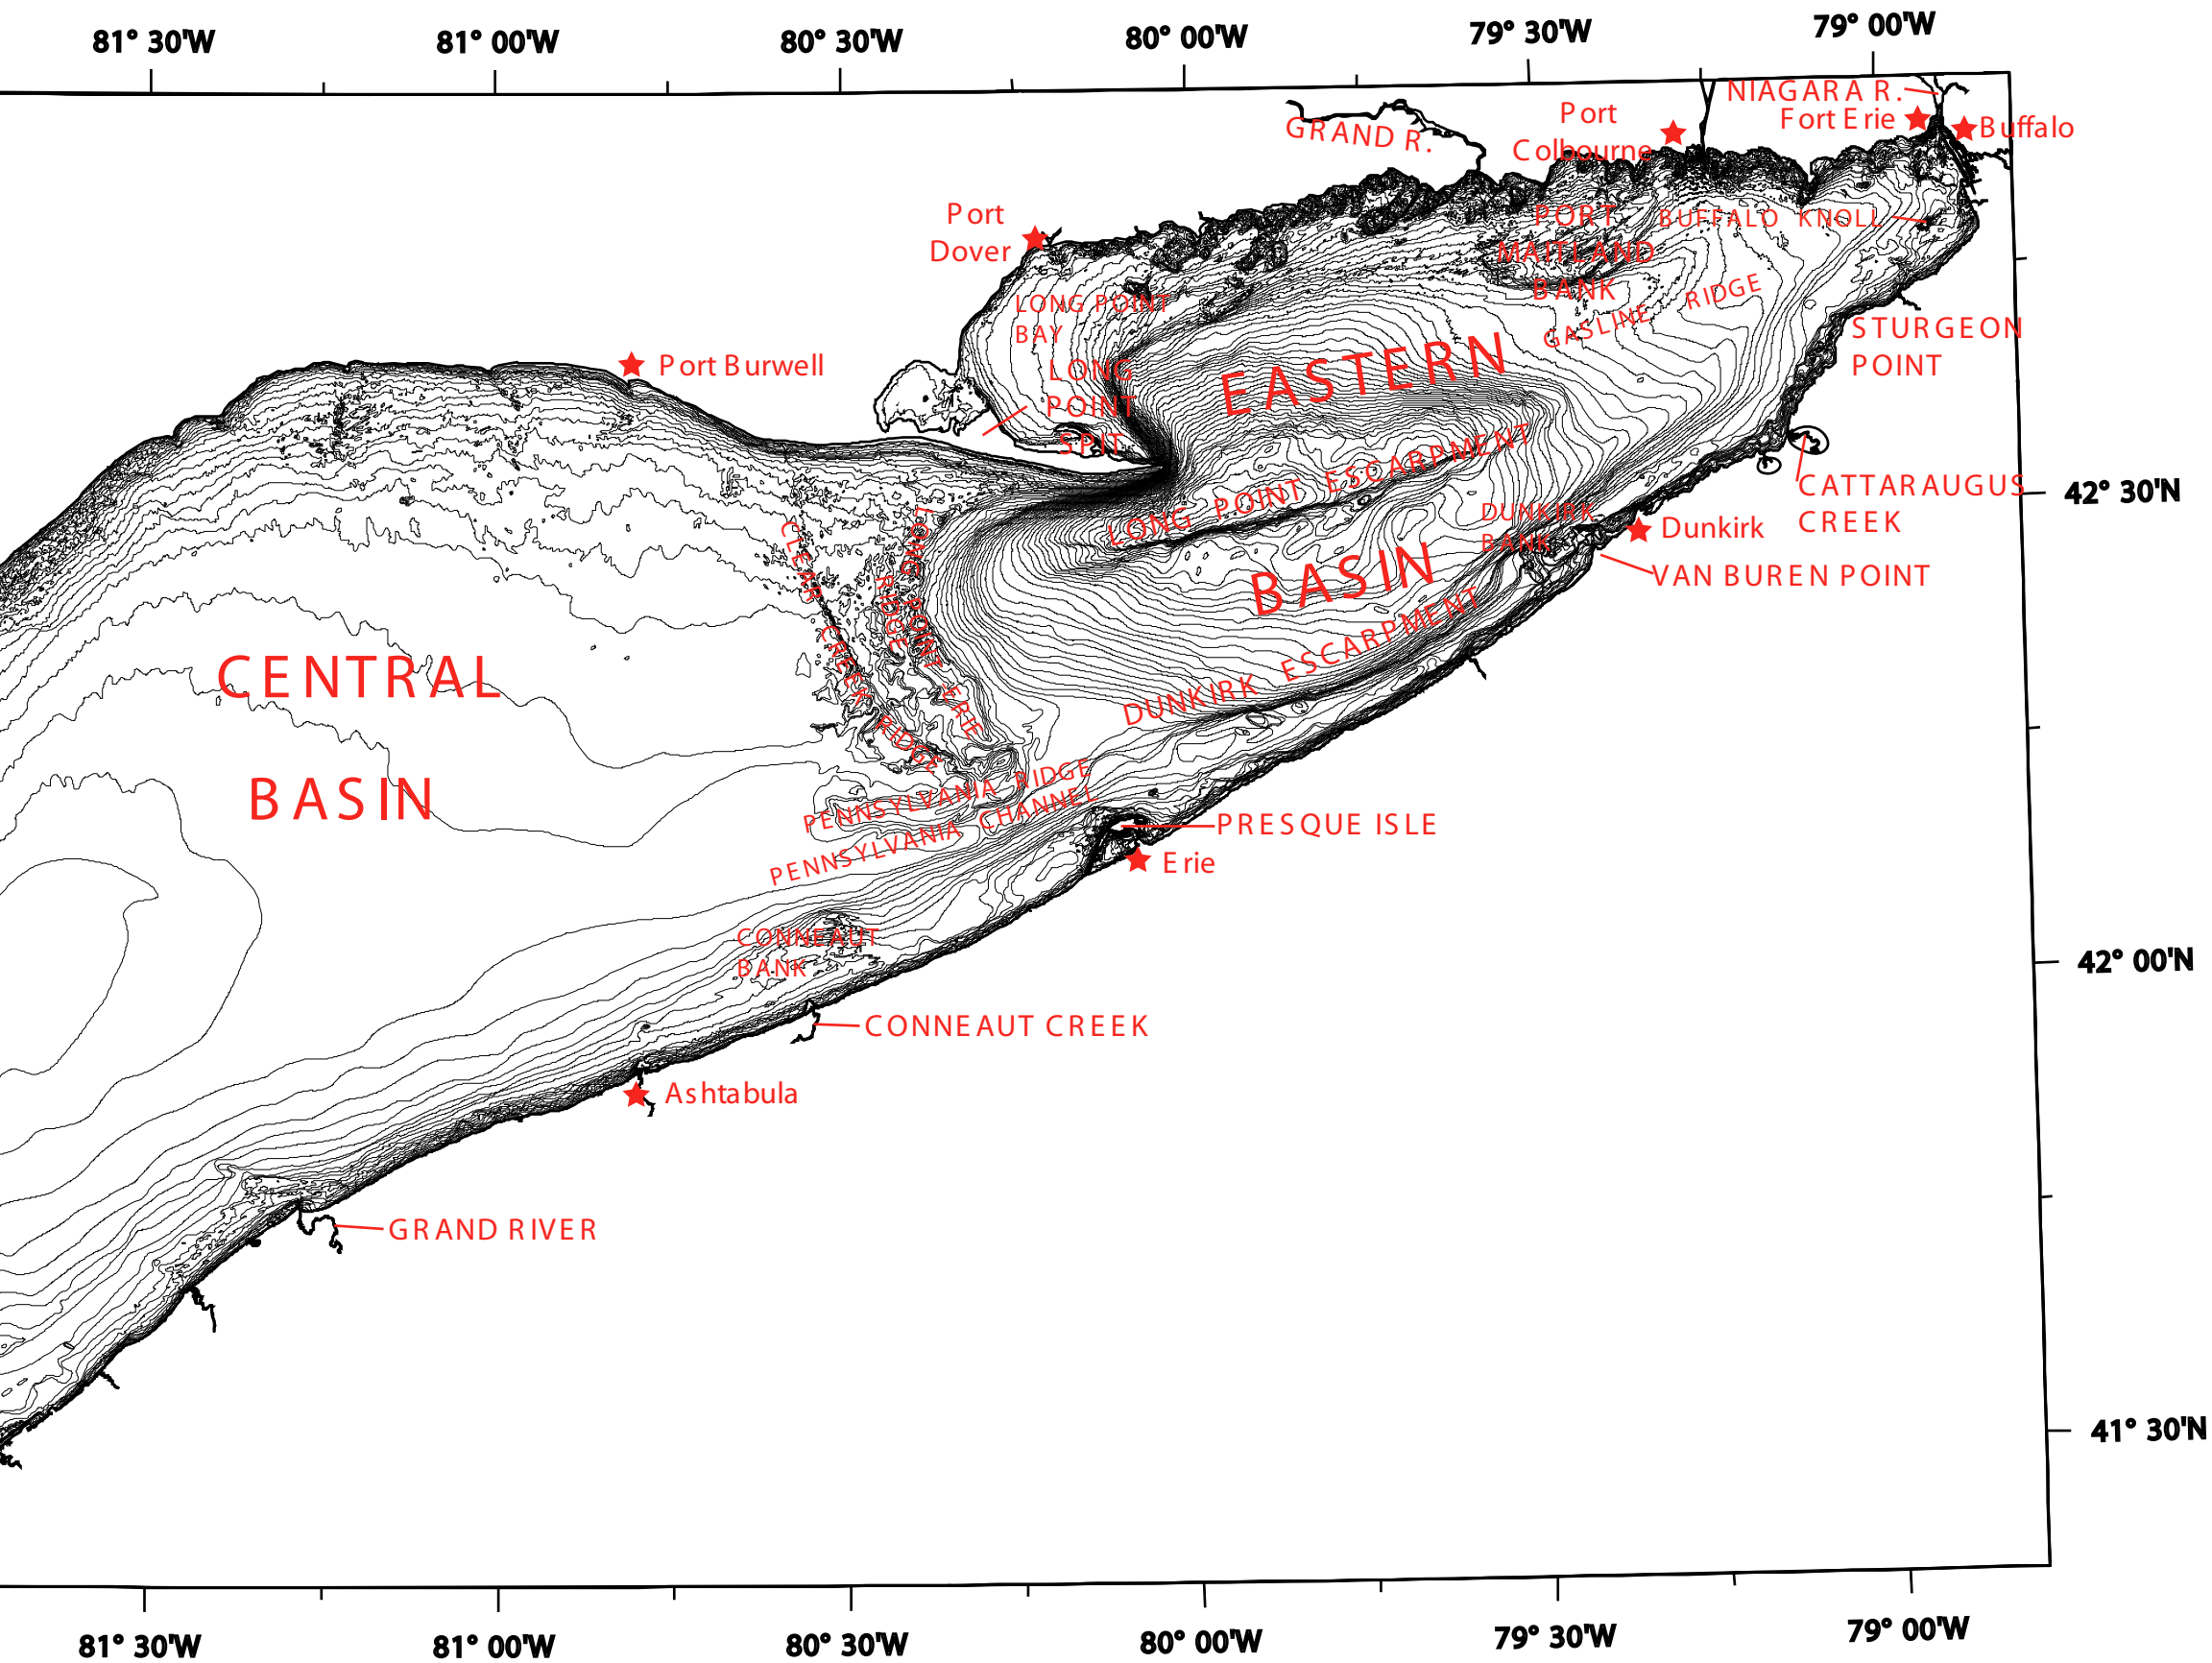 81° 30'W
81° 00'W
80° 30'W
80° 00'W
79° 30'W
79° 00'W
NIAGARA R.
Fort Erie
Buffalo
Port
Colbourne
GRAND R.
Port
Dover
PORT
MAITLAND
BANK
BUFFALO KNOLL
LONG POINT
BAY
GASLINE RIDGE
STURGEON
POINT
Port Burwell
LONG
POINT
SPIT
EASTERN
BASIN
LONG POINT ESCARPMENT
CATTARAUGUS
CREEK
42° 30'N
DUNKIRK
BANK
Dunkirk
VAN BUREN POINT
CLEAR CREEK RIDGE
LONG POINT ERIE
RIDGE
DUNKIRK ESCARPMENT
CENTRAL
BASIN
PENNSYLVANIA RIDGE
PENNSYLVANIA CHANNEL
PRESQUE ISLE
Erie
CONNEAUT
BANK
42° 00'N
CONNEAUT CREEK
Ashtabula
GRAND RIVER
41° 30'N
81° 30'W
81° 00'W
80° 30'W
80° 00'W
79° 30'W
79° 00'W